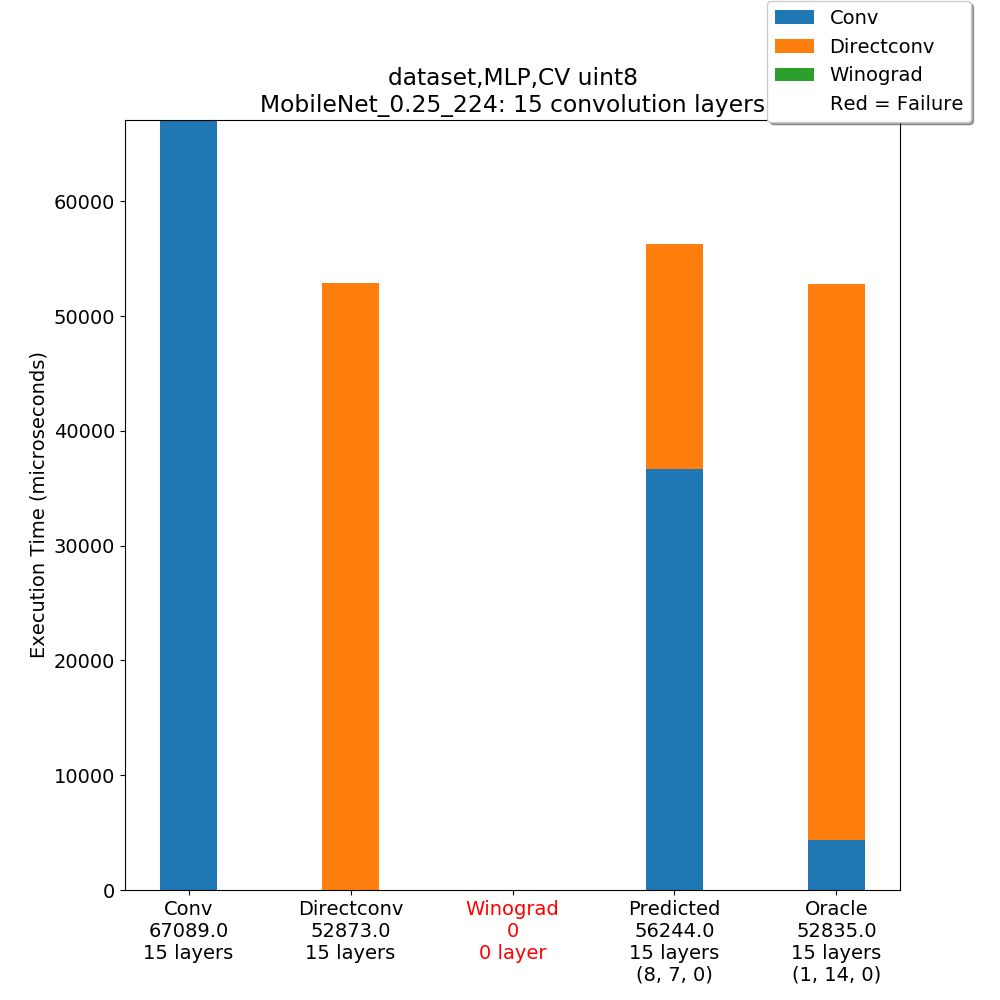 Conv
Directconv
Winograd
Red = Failure
dataset,MLP,CV uint8
MobileNet_0.25_224: 15 convolution layers
Execution Time (microseconds)
60000
50000
40000
30000
20000
10000
0
Conv
67089.0
15 layers
Directconv
52873.0
15 layers
Winograd
0
0 layer
Predicted
56244.0
15 layers
(8, 7, 0)
Oracle
52835.0
15 layers
(1, 14, 0)